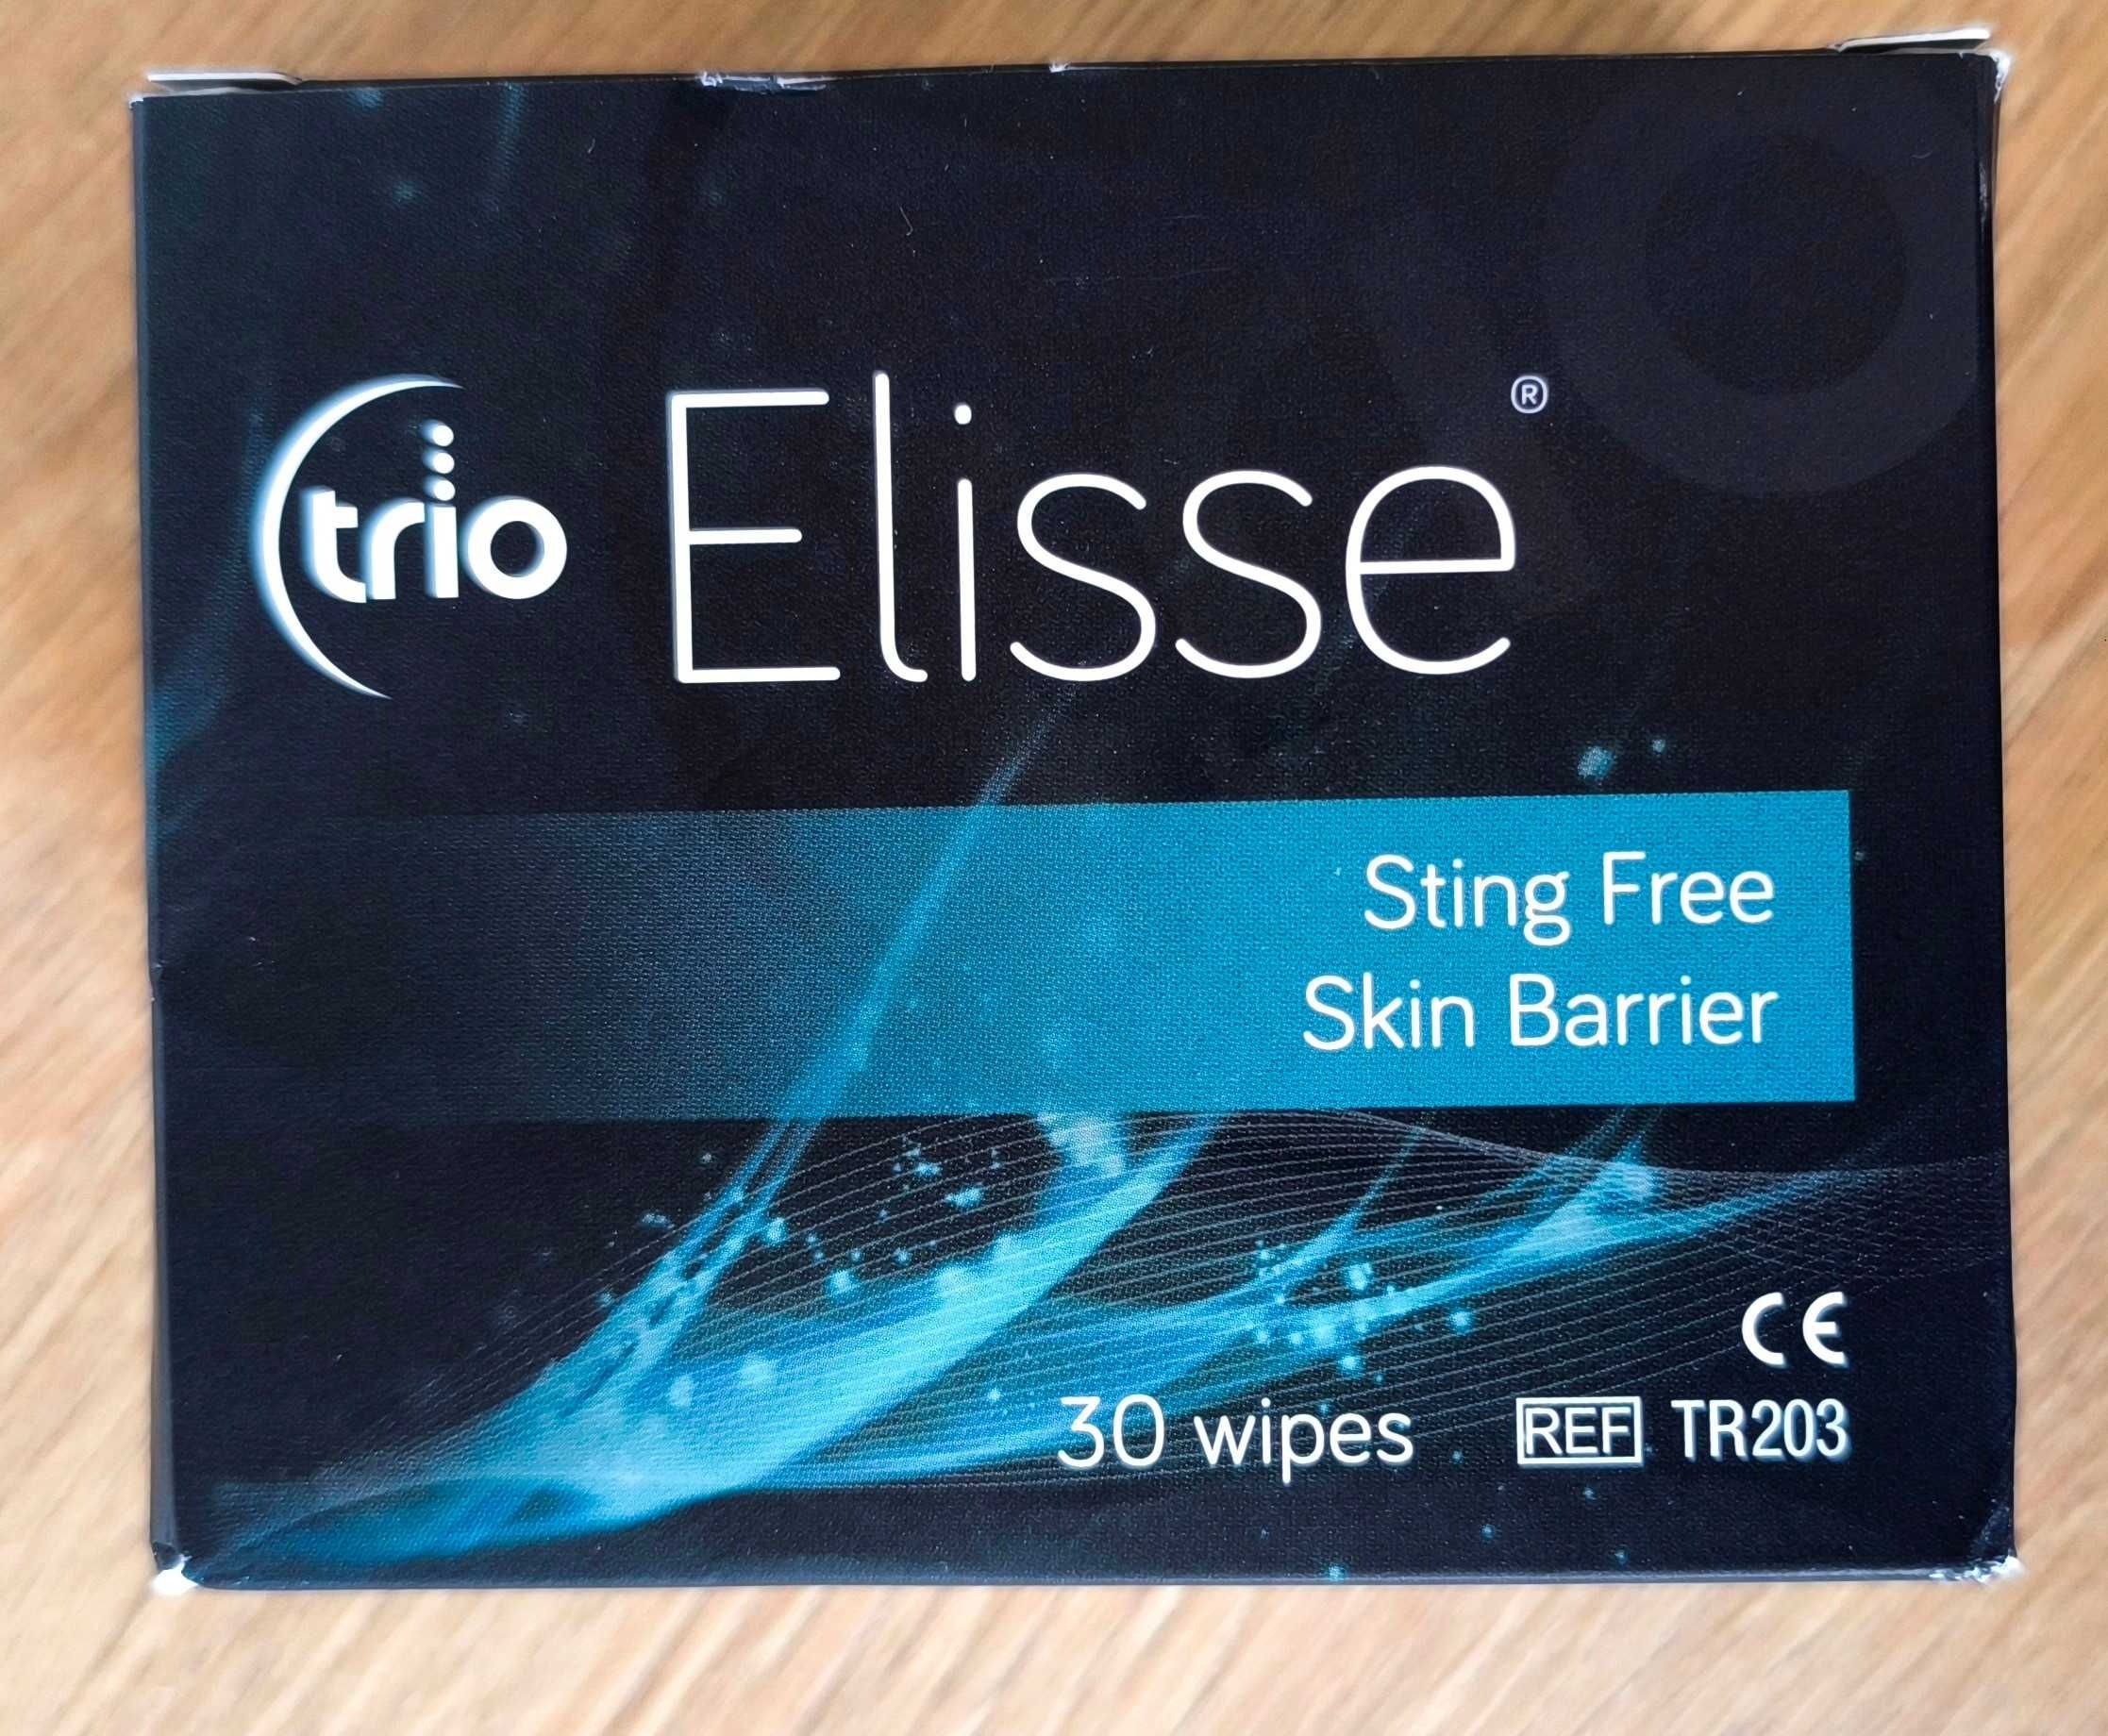 trio Elisse®
Sting Free
Skin Barrier
CE
30 wipes REF TR203